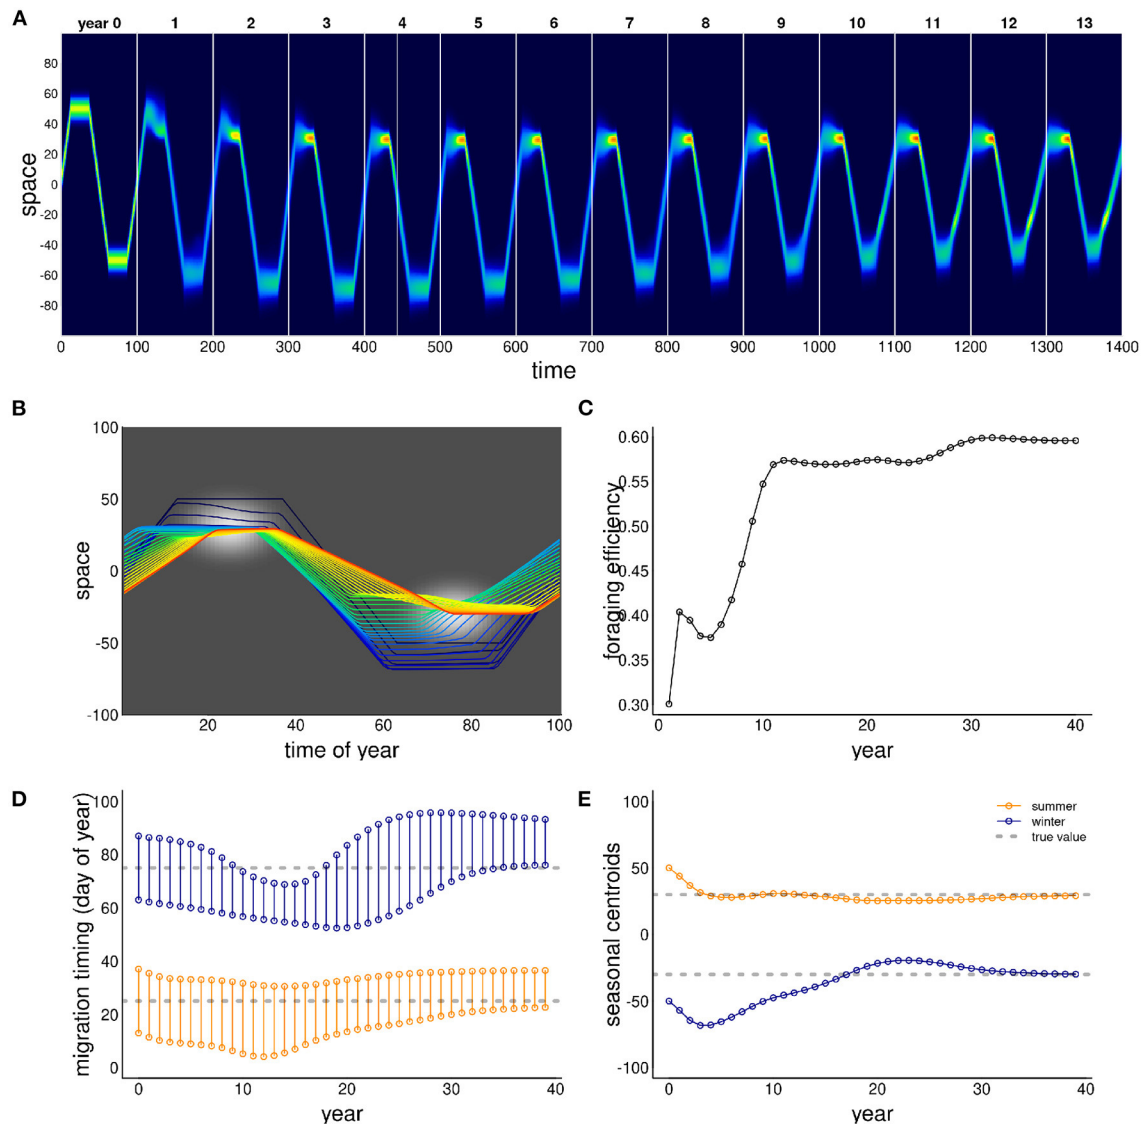 A
year 0 1 2 3 4 5 6 7 8 9 10 11 12 13
space
80
60
40
20
0
-20
-40
-60
-80
0 100 200 300 400 500 600 700 800 900 1000 1100 1200 1300 1400
time
B
space
100
50
0
-50
-100
20 40 60 80 100
time of year
C
foraging efficiency
0.60
0.55
0.50
0.45
0.40
0.35
0.30
0 10 20 30 40
year
D
migration timing (day of year)
100
80
60
40
20
0
0 10 20 30 40
year
E
seasonal centroids
100
50
0
-50
-100
summer
winter
true value
0 10 20 30 40
year